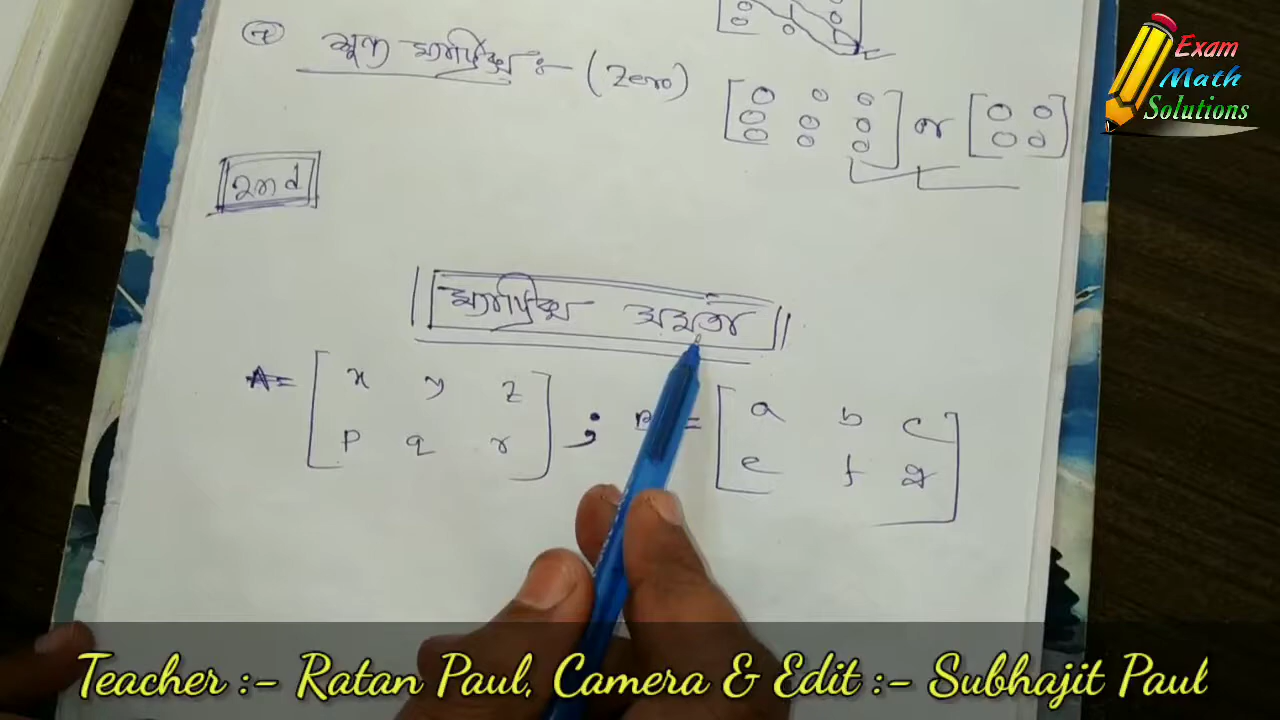 ৭ শূন্য ম্যাট্রিক্স :- (Zero)
[0 0 0] or [0 0]
[0 0 0] [0 0]
[0 0 0]
2nd
ম্যাট্রিক্স সমতা
A = [x y z] ; B = [a b c]
[p q r] [e f g]
Exam
Math
Solutions
Teacher :- Ratan Paul, Camera & Edit :- Subhajit Paul